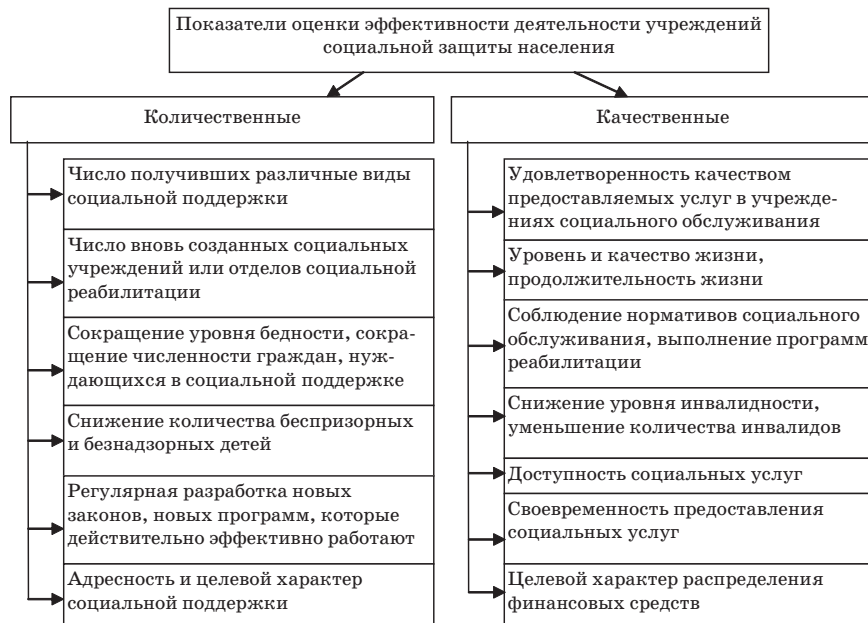 Показатели оценки эффективности деятельности учреждений
социальной защиты населения
Количественные
Число получивших различные виды
социальной поддержки
Число вновь созданных социальных
учреждений или отделов социальной
реабилитации
Сокращение уровня бедности, сокра-
щение численности граждан, нуж-
дающихся в социальной поддержке
Снижение количества беспризорных
и безнадзорных детей
Регулярная разработка новых
законов, новых программ, которые
действительно эффективно работают
Адресность и целевой характер
социальной поддержки
Качественные
Удовлетворенность качеством
предоставляемых услуг в учрежде-
ниях социального обслуживания
Уровень и качество жизни,
продолжительность жизни
Соблюдение нормативов социального
обслуживания, выполнение программ
реабилитации
Снижение уровня инвалидности,
уменьшение количества инвалидов
Доступность социальных услуг
Своевременность предоставления
социальных услуг
Целевой характер распределения
финансовых средств